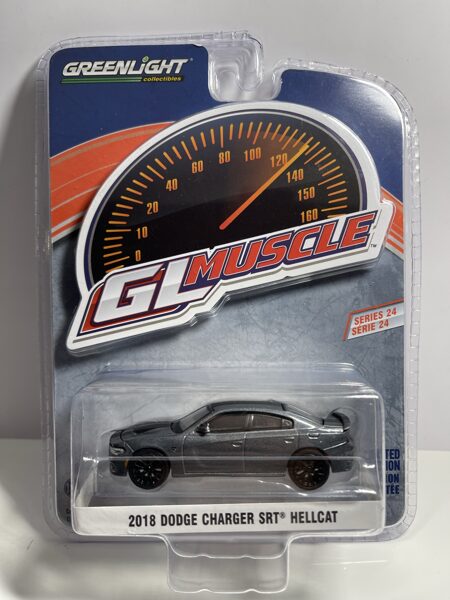 GREENLIGHT
collectibles
0
10
20
40
60
80
100
120
140
150
160
GL MUSCLE™
SERIES 24
SERIE 24
2018 DODGE CHARGER SRT® HELLCAT